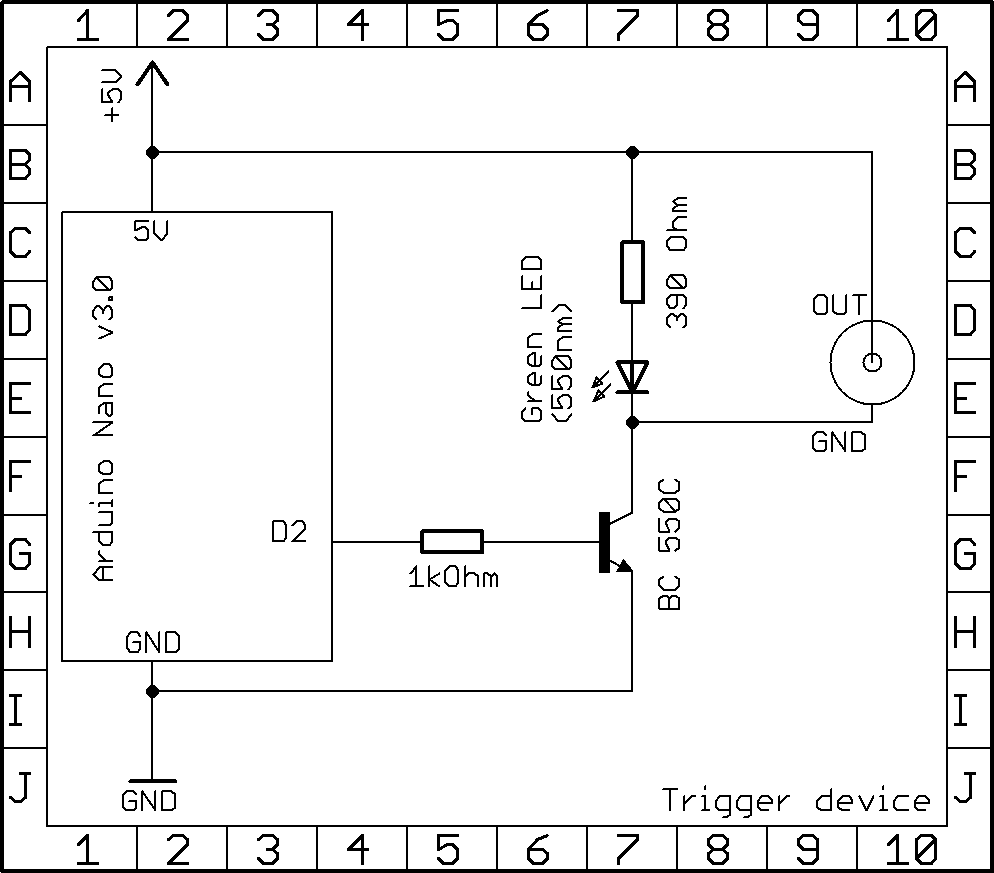 1 2 3 4 5 6 7 8 9 10
A
B
C
D
E
F
G
H
I
J
+5V
5V
Arduino Nano v3.0
D2
GND
GND
1kOhm
Green LED
(550nm)
390 Ohm
BC 550C
OUT
GND
Trigger device
A
B
C
D
E
F
G
H
I
J
1 2 3 4 5 6 7 8 9 10